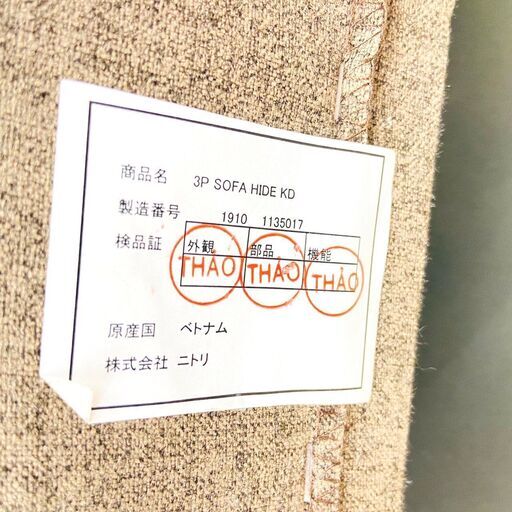 商品名 3P SOFA HIDE KD
製造番号 1910 1135017
検品証 外観 部品 機能
THẢO THẢO THẢO
原産国 ベトナム
株式会社 ニトリ